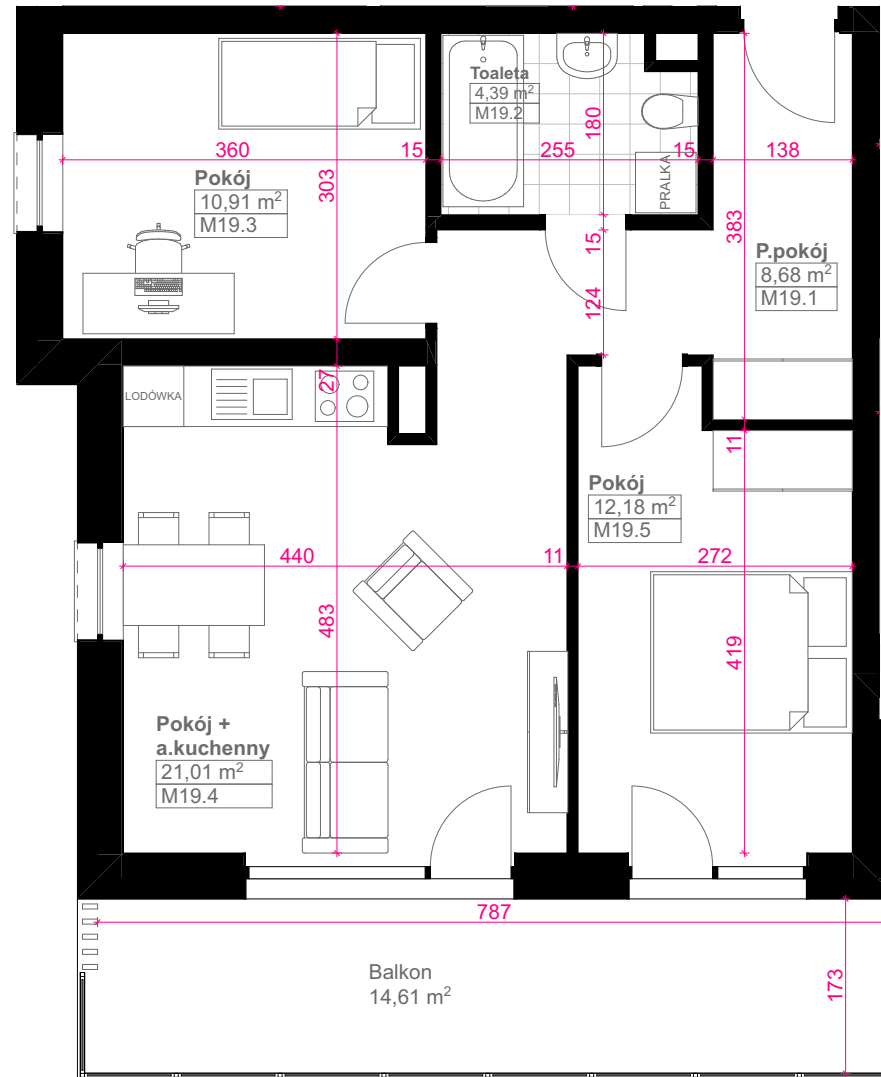 Toaleta
4,39 m²
M19.2
180
360
15
255
15
138
Pokój
10,91 m²
M19.3
303
PRALKA
383
15
P.pokój
8,68 m²
M19.1
124
27
LODÓWKA
11
Pokój
12,18 m²
M19.5
440
11
272
483
419
Pokój +
a.kuchenny
21,01 m²
M19.4
787
Balkon
14,61 m²
173